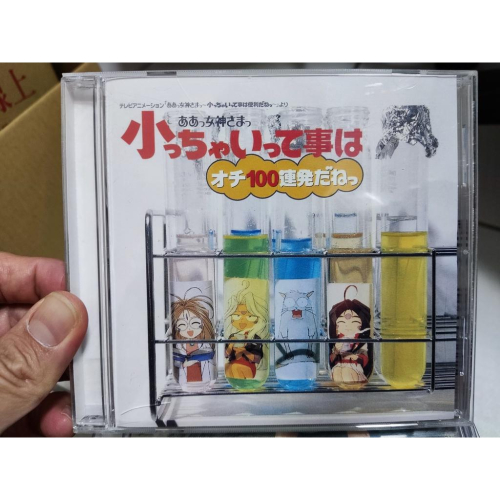 テレビアニメーション「ああっ女神さまっ 小っちゃいって事は便利だねっ」より
ああっ女神さまっ
小っちゃいって事は
オチ100連発だねっ
上